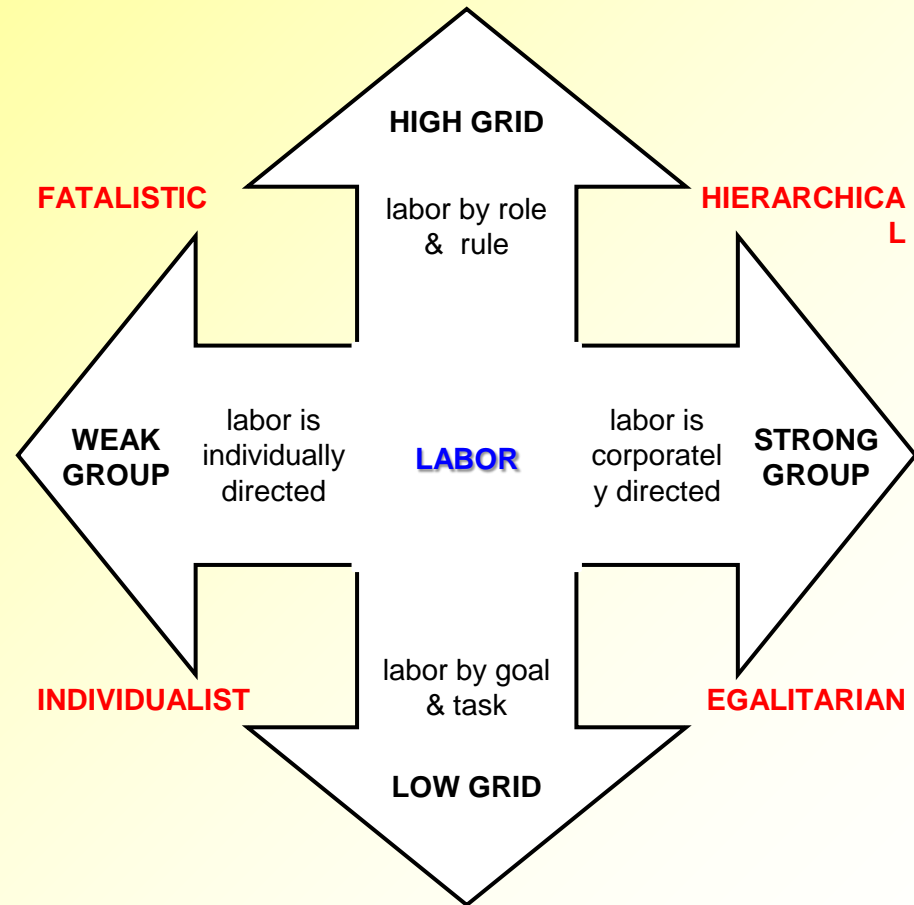 HIGH GRID
FATALISTIC
labor by role
& rule
HIERARCHICA
L
WEAK
GROUP
labor is
individually
directed
LABOR
labor is
corporatel
y directed
STRONG
GROUP
labor by goal
& task
INDIVIDUALIST
EGALITARIAN
LOW GRID